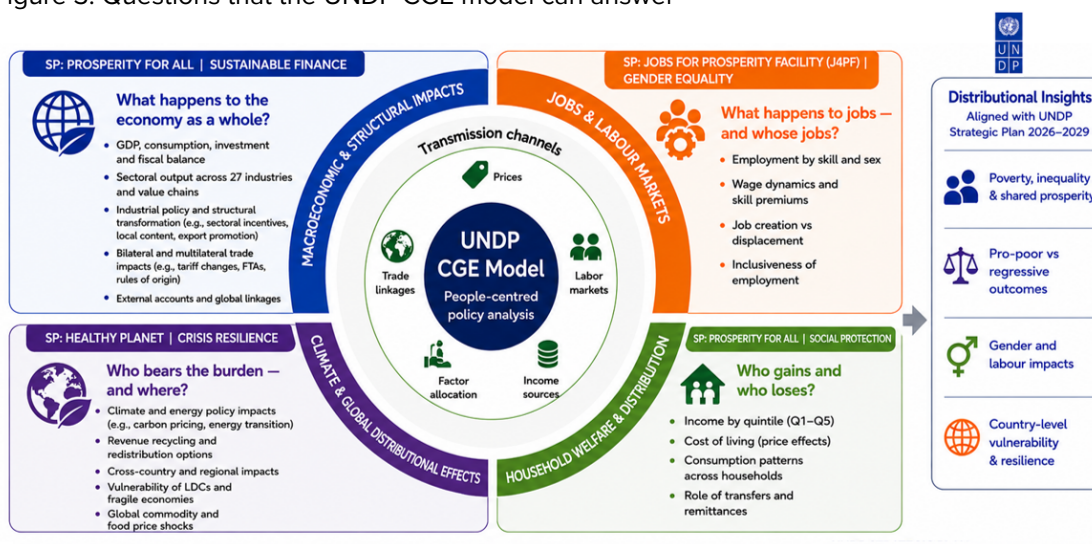 Figure 3: Questions that the UNDP CGE model can answer
SP: PROSPERITY FOR ALL | SUSTAINABLE FINANCE
What happens to the
economy as a whole?
• GDP, consumption, investment
and fiscal balance
• Sectoral output across 27 industries
and value chains
• Industrial policy and structural
transformation (e.g., sectoral incentives,
local content, export promotion)
• Bilateral and multilateral trade
impacts (e.g., tariff changes, FTAs,
rules of origin)
• External accounts and global linkages
MACROECONOMIC & STRUCTURAL IMPACTS
SP: JOBS FOR PROSPERITY FACILITY (J4PF) |
GENDER EQUALITY
What happens to jobs —
and whose jobs?
• Employment by skill and sex
• Wage dynamics and
skill premiums
• Job creation vs
displacement
• Inclusiveness of
employment
JOBS & LABOUR MARKETS
Transmission channels
Prices
Trade
linkages
Labor
markets
Factor
allocation
Income
sources
UNDP
CGE Model
People-centred
policy analysis
SP: HEALTHY PLANET | CRISIS RESILIENCE
Who bears the burden —
and where?
• Climate and energy policy impacts
(e.g., carbon pricing, energy transition)
• Revenue recycling and
redistribution options
• Cross-country and regional impacts
• Vulnerability of LDCs and
fragile economies
• Global commodity and
food price shocks
CLIMATE & GLOBAL DISTRIBUTIONAL EFFECTS
SP: PROSPERITY FOR ALL | SOCIAL PROTECTION
Who gains and
who loses?
• Income by quintile (Q1–Q5)
• Cost of living (price effects)
• Consumption patterns
across households
• Role of transfers and
remittances
HOUSEHOLD WELFARE & DISTRIBUTION
U N
D P
Distributional Insights
Aligned with UNDP
Strategic Plan 2026–2029
Poverty, inequality
& shared prosperity
Pro-poor vs
regressive
outcomes
Gender and
labour impacts
Country-level
vulnerability
& resilience